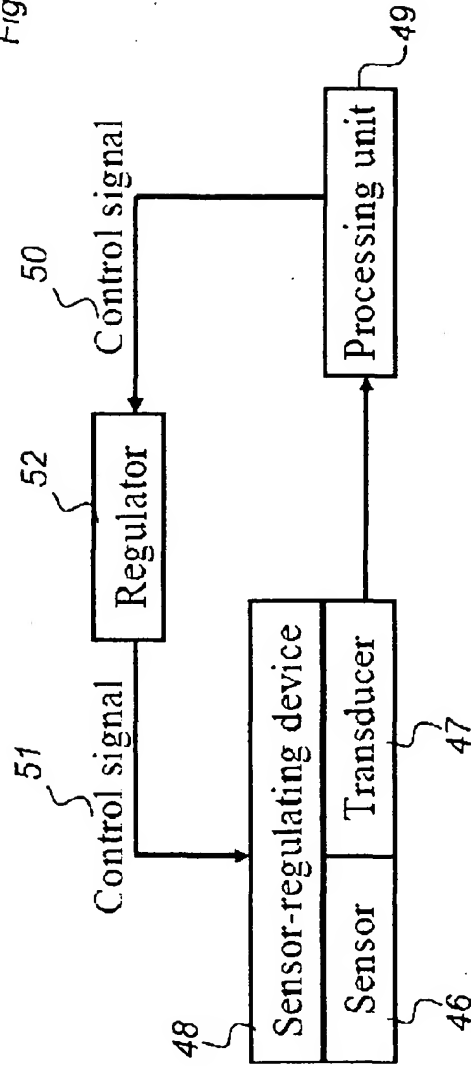 Fig
50
Control signal
49
Processing unit
52
Regulator
51
Control signal
48
Sensor-regulating device
Sensor
Transducer
46
47